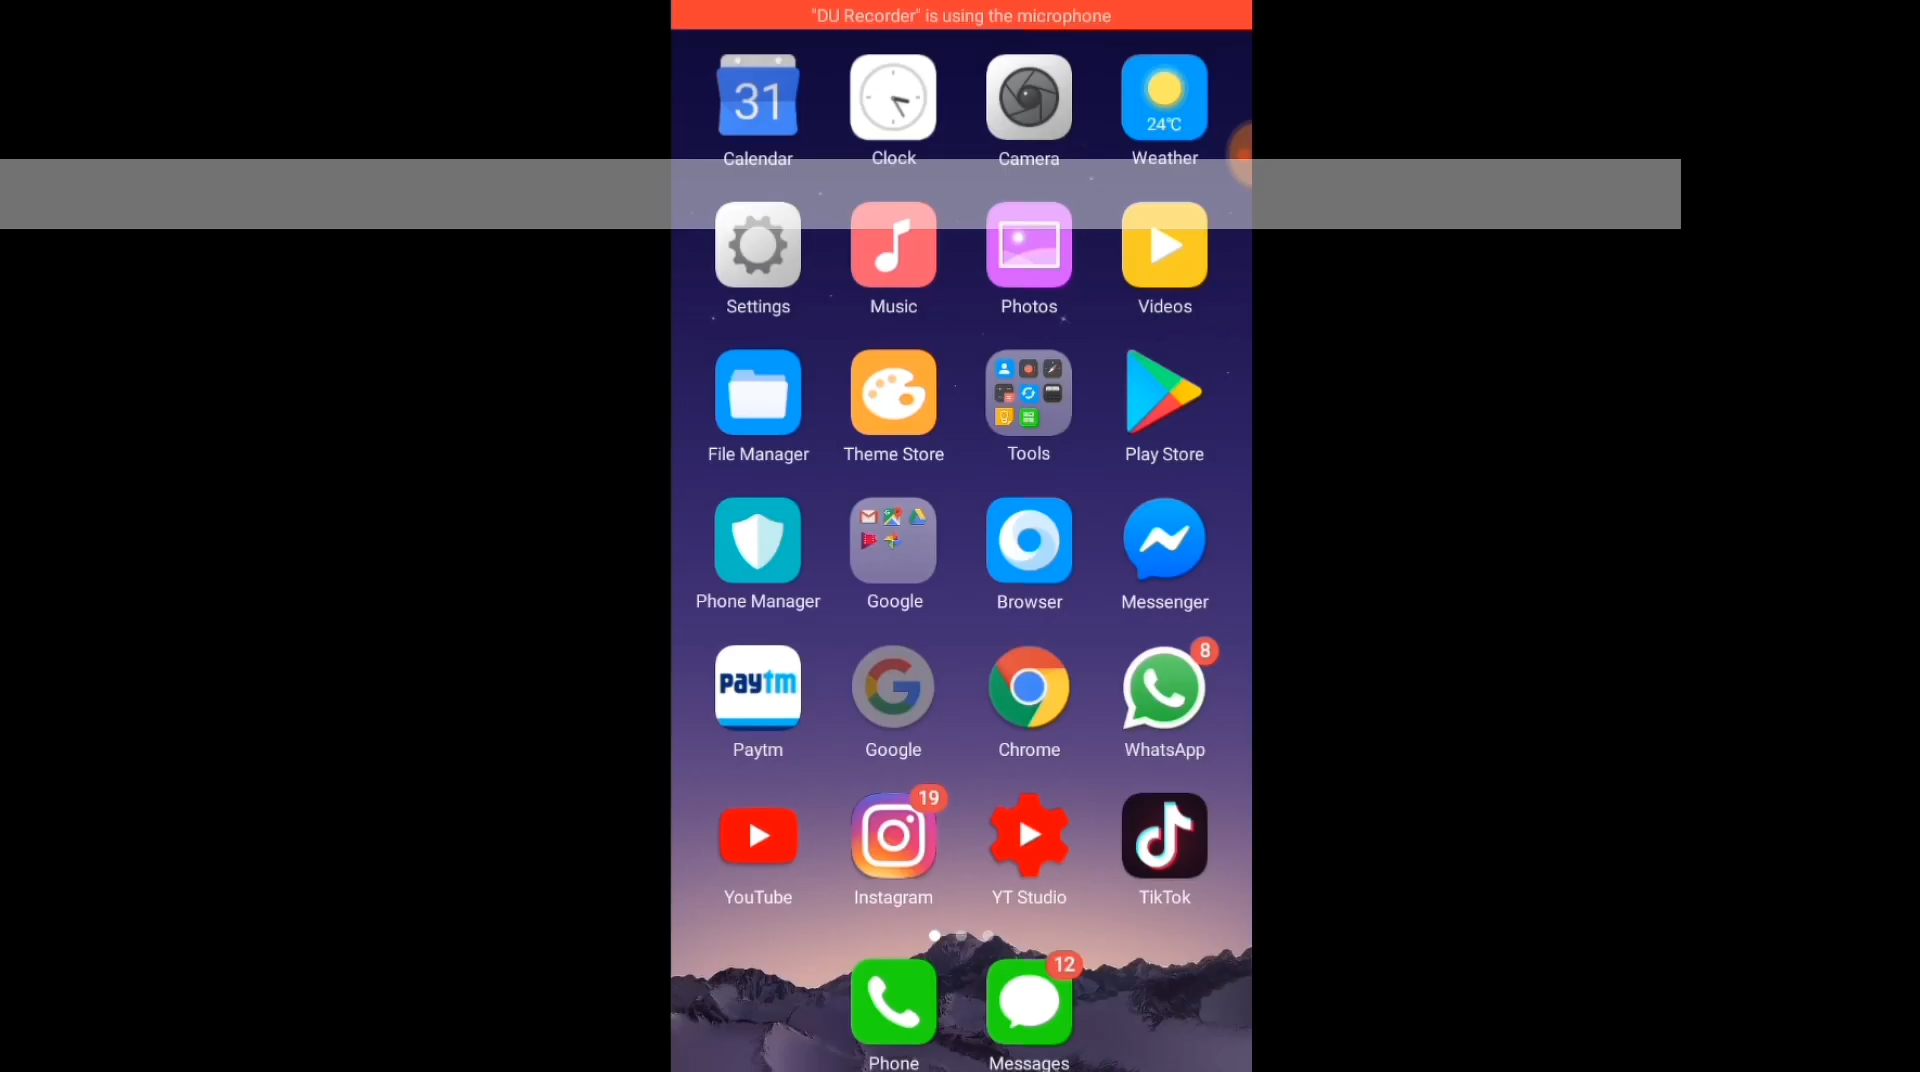 "DU Recorder" is using the microphone
31
24°C
Calendar Clock Camera Weather
Settings Music Photos Videos
File Manager Theme Store Tools Play Store
Phone Manager Google Browser Messenger
paytm
8
Paytm Google Chrome WhatsApp
19
YouTube Instagram YT Studio TikTok
12
Phone Messages